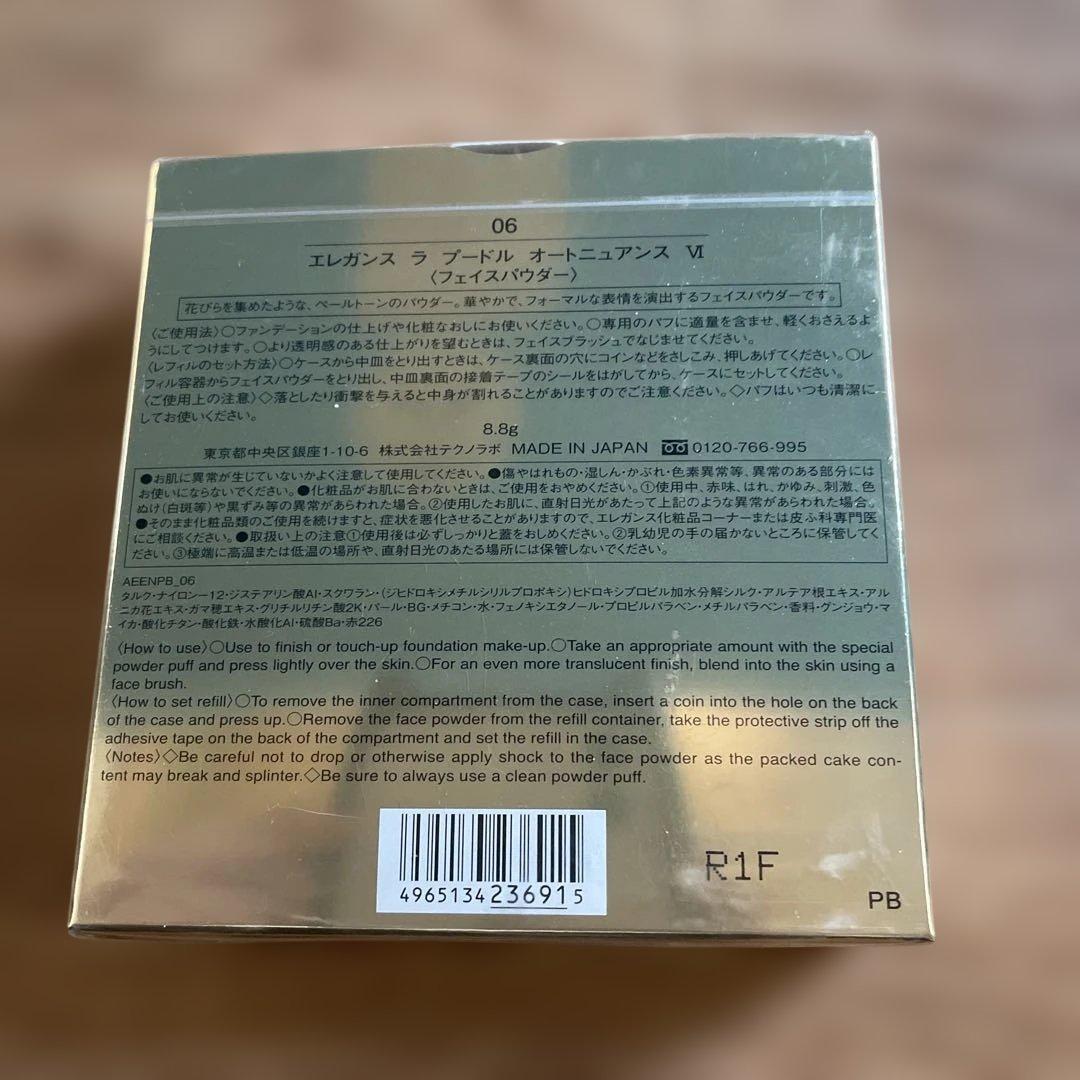 06
エレガンス ラ プードル オートニュアンス Ⅵ
〈フェイスパウダー〉
花びらを集めたような、ペールトーンのパウダー。華やかで、フォーマルな表情を演出するフェイスパウダーです。
〈ご使用法〉○ファンデーションの仕上げや化粧なおしにお使いください。○専用のパフに適量を含ませ、軽くおさえるよ
うにしてつけます。○より透明感のある仕上がりを望むときは、フェイスブラッシュでなじませてください。
〈レフィルのセット方法〉○ケースから中皿をとり出すときは、ケース裏面の穴にコインなどをさしこみ、押しあげてください。○レ
フィル容器からフェイスパウダーをとり出し、中皿裏面の接着テープのシールをはがしてから、ケースにセットしてください。
〈ご使用上の注意〉◇落としたり衝撃を与えると中身が割れることがありますのでご注意ください。◇パフはいつも清潔に
してお使いください。
8.8g
東京都中央区銀座1-10-6 株式会社テクノラボ MADE IN JAPAN 0120-766-995
●お肌に異常が生じていないかよく注意して使用してください。●傷やはれもの・湿しん・かぶれ・色素異常等、異常のある部分には
お使いにならないでください。●化粧品がお肌に合わないときは、ご使用をおやめください。①使用中、赤味、はれ、かゆみ、刺激、色
ぬけ(白斑等)や黒ずみ等の異常があらわれた場合。②使用したお肌に、直射日光があたって上記のような異常があらわれた場合。
●そのまま化粧品類のご使用を続けますと、症状を悪化させることがありますので、エレガンス化粧品コーナーまたは皮ふ科専門医
にご相談ください。●取扱い上の注意①使用後は必ずしっかりと蓋をおしめください。②乳幼児の手の届かないところに保管してく
ださい。③極端に高温または低温の場所や、直射日光のあたる場所には保管しないでください。
AEENPB_06
タルク・ナイロン-12・ジステアリン酸Al・スクワラン・(ジヒドロキシメチルシリルプロポキシ)ヒドロキシプロピル加水分解シルク・アルテア根エキス・アル
ニカ花エキス・ガマ穂エキス・グリチルリチン酸2K・パール・BG・メチコン・水・フェノキシエタノール・プロピルパラベン・メチルパラベン・香料・グンジョウ・マ
イカ・酸化チタン・酸化鉄・水酸化Al・硫酸Ba・赤226
〈How to use〉○Use to finish or touch-up foundation make-up.○Take an appropriate amount with the special
powder puff and press lightly over the skin.○For an even more translucent finish, blend into the skin using a
face brush.
〈How to set refill〉○To remove the inner compartment from the case, insert a coin into the hole on the back
of the case and press up.○Remove the face powder from the refill container, take the protective strip off the
adhesive tape on the back of the compartment and set the refill in the case.
〈Notes〉◇Be careful not to drop or otherwise apply shock to the face powder as the packed cake con-
tent may break and splinter.◇Be sure to always use a clean powder puff.
4965134236915
R1F
PB